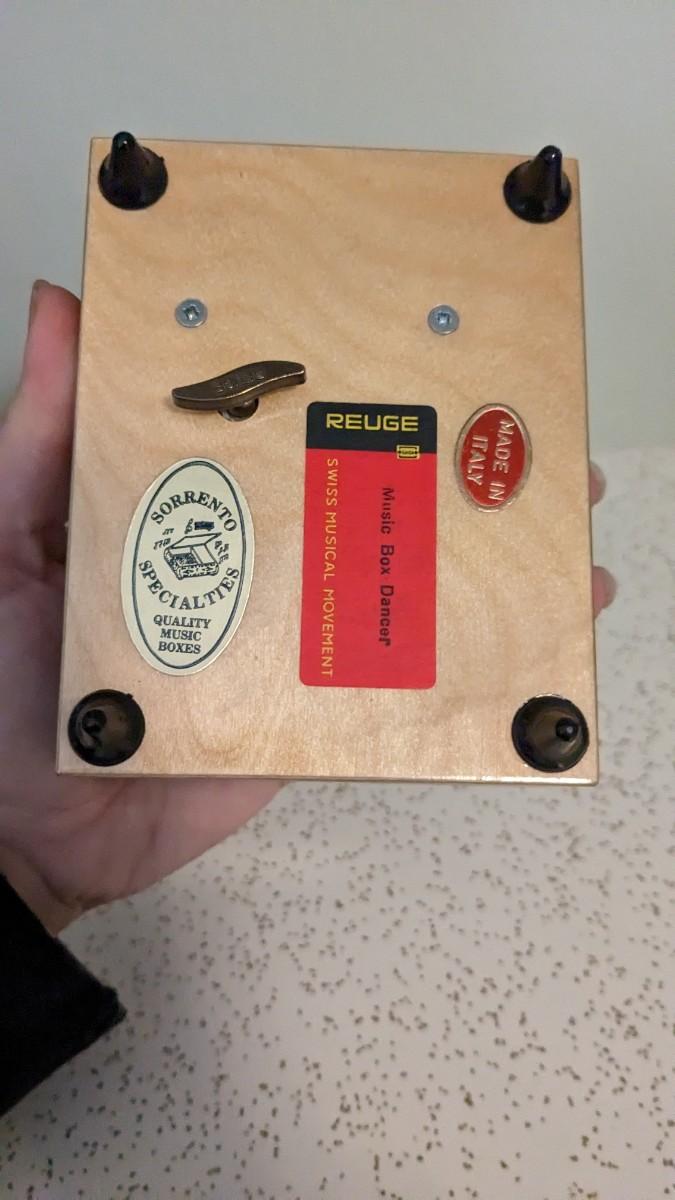 REUGE
SWISS MUSICAL MOVEMENT
Music Box Dancer
MADE IN
ITALY
SORRENTO
SPECIALTIES
QUALITY
MUSIC
BOXES